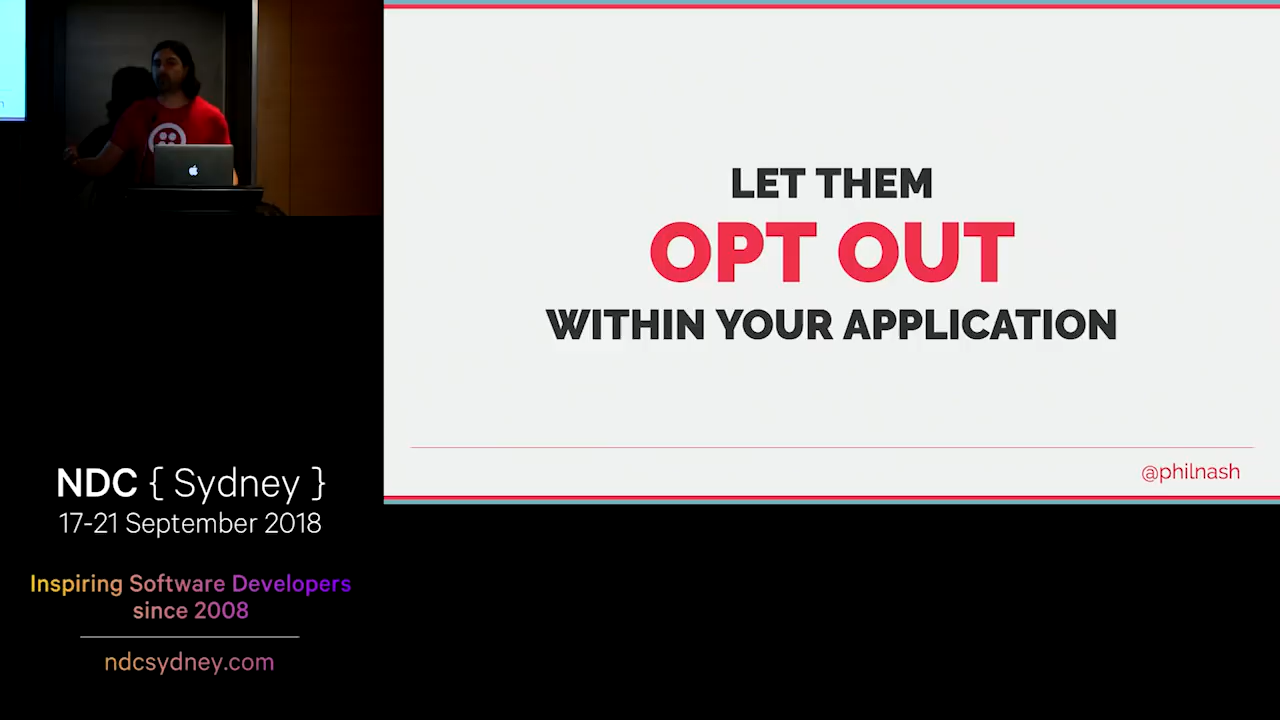 LET THEM
OPT OUT
WITHIN YOUR APPLICATION
@philnash
NDC { Sydney }
17-21 September 2018
Inspiring Software Developers
since 2008
ndcsydney.com